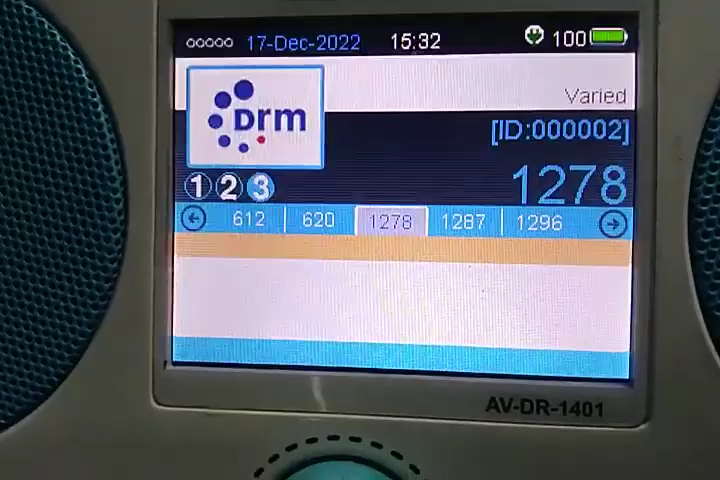 17-Dec-2022 15:32 100
Drm
Varied
[ID:000002]
1278
1 2 3
612 620 1278 1287 1296
AV-DR-1401